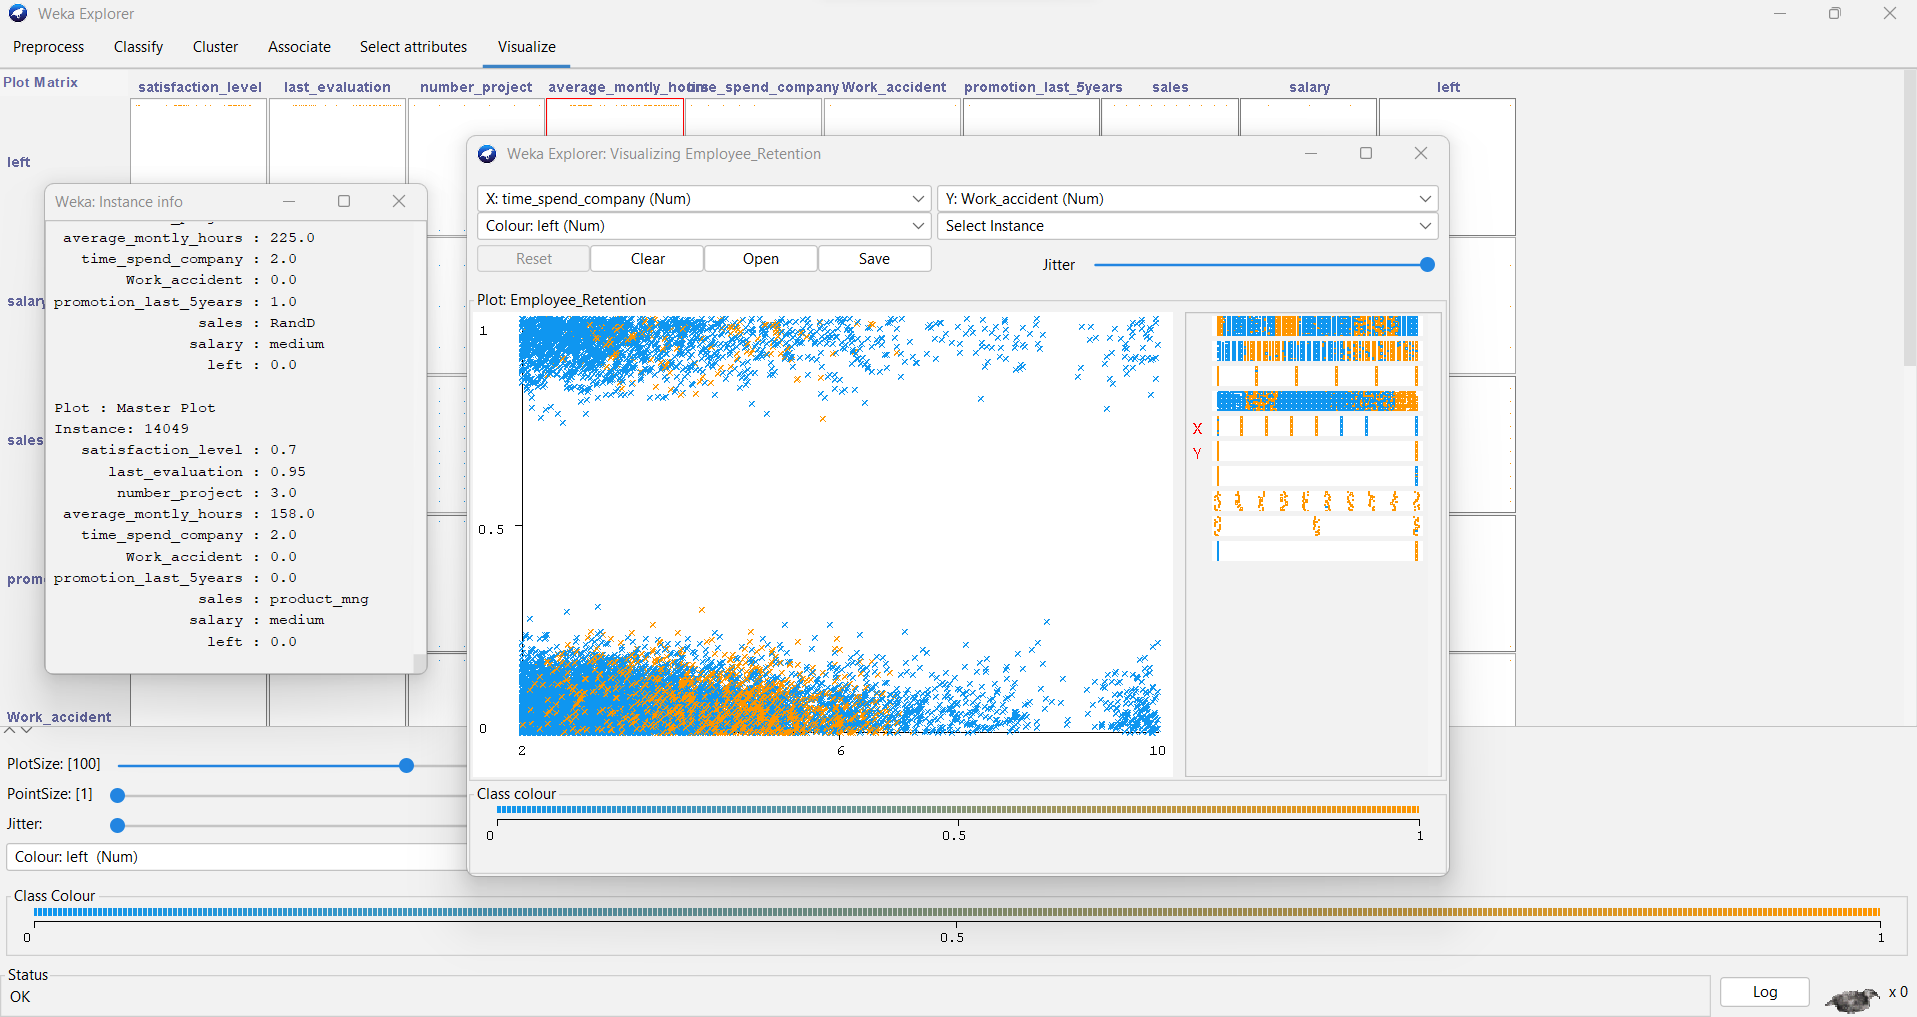 Weka Explorer
Preprocess Classify Cluster Associate Select attributes Visualize
Plot Matrix
satisfaction_level last_evaluation number_project average_montly_hours time_spend_company Work_accident promotion_last_5years sales salary left
left
salary
sales
Work_accident
Weka: Instance info
average_montly_hours : 225.0
time_spend_company : 2.0
Work_accident : 0.0
promotion_last_5years : 1.0
sales : RandD
salary : medium
left : 0.0
Plot : Master Plot
Instance: 14049
satisfaction_level : 0.7
last_evaluation : 0.95
number_project : 3.0
average_montly_hours : 158.0
time_spend_company : 2.0
Work_accident : 0.0
promotion_last_5years : 0.0
sales : product_mng
salary : medium
left : 0.0
Weka Explorer: Visualizing Employee_Retention
X: time_spend_company (Num) Y: Work_accident (Num)
Colour: left (Num) Select Instance
Reset Clear Open Save Jitter
Plot: Employee_Retention
1
0.5
0
2 6 10
X
Y
Class colour
0 0.5 1
PlotSize: [100]
PointSize: [1]
Jitter:
Colour: left (Num)
Class Colour
0 0.5 1
Status
OK
Log x 0